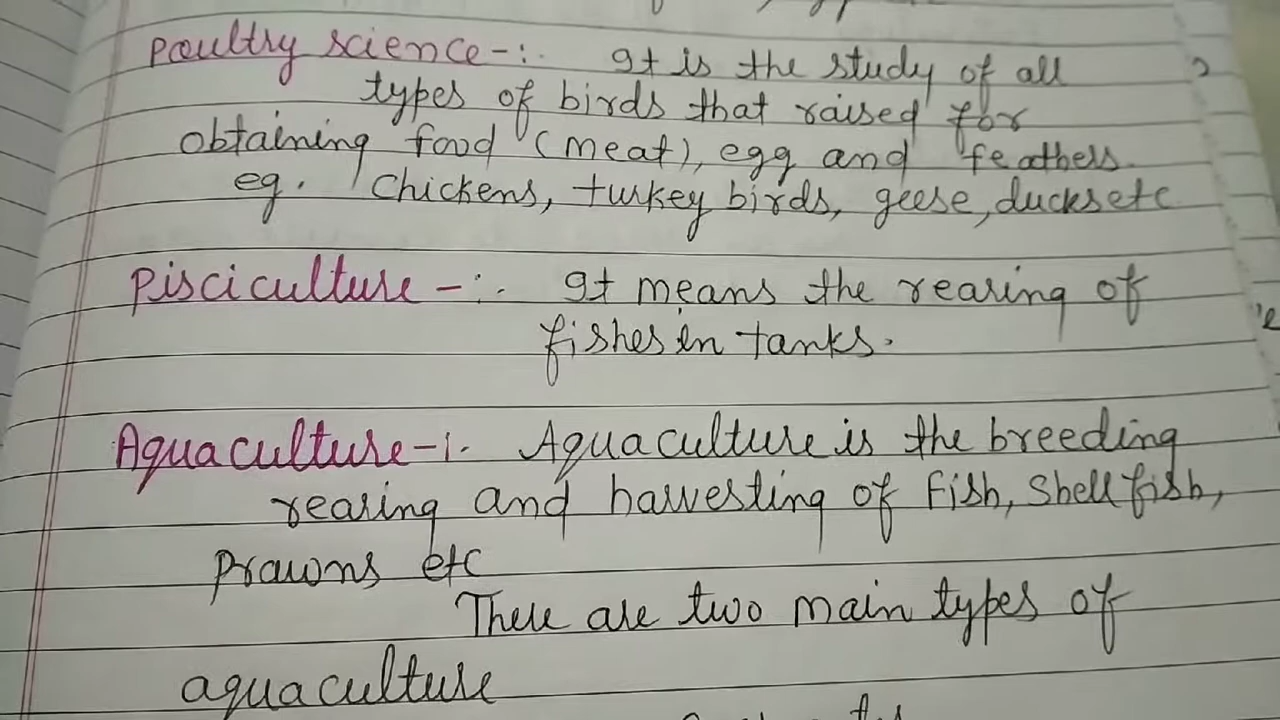 Poultry science -:. It is the study of all
types of birds that raised for
obtaining food (meat), egg and feathers.
eg. Chickens, turkey birds, geese, ducks etc
Pisciculture -:. It means the rearing of
fishes in tanks.
Aquaculture -:. Aquaculture is the breeding
rearing and harvesting of Fish, Shellfish,
Prawns etc
There are two main types of
aquaculture